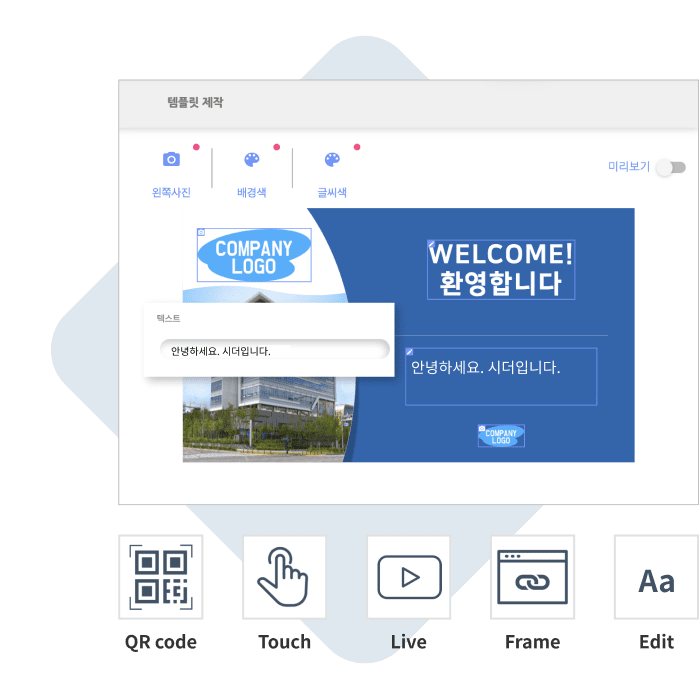 템플릿 제작
왼쪽사진
배경색
글씨색
미리보기
COMPANY
LOGO
WELCOME!
환영합니다
텍스트
안녕하세요. 시더입니다.
안녕하세요. 시더입니다.
COMPANY
LOGO
QR code
Touch
Live
Frame
Aa
Edit